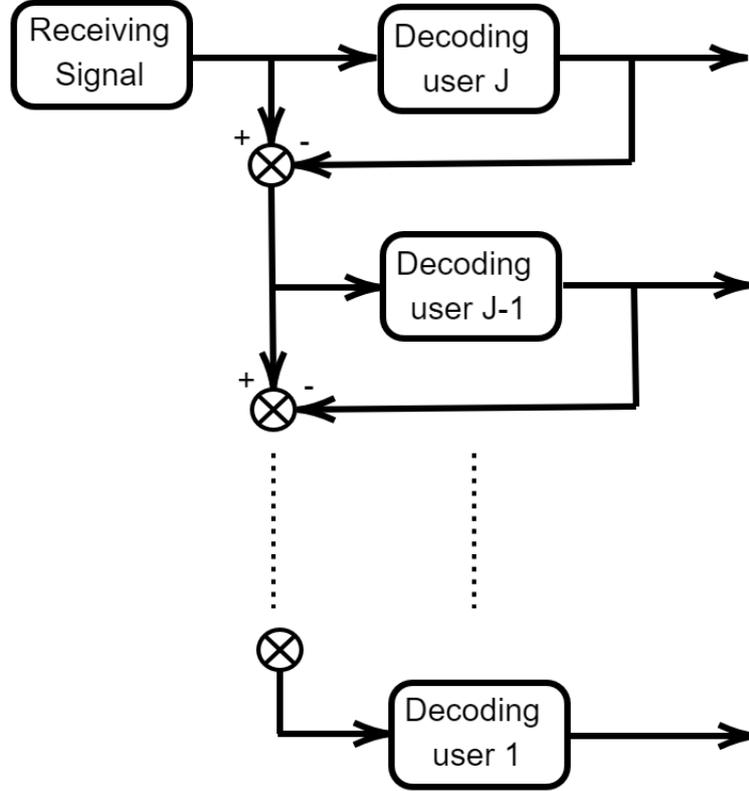 Receiving
Signal
Decoding
user J
+ -
Decoding
user J-1
+ -
Decoding
user 1